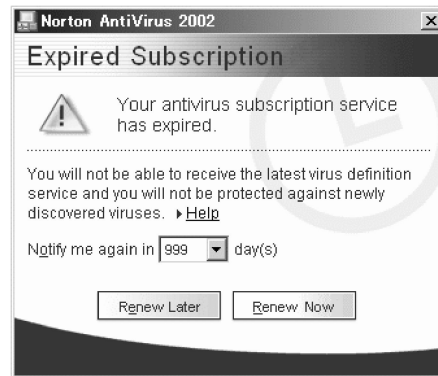 Norton AntiVirus 2002
Expired Subscription
Your antivirus subscription service
has expired.
You will not be able to receive the latest virus definition
service and you will not be protected against newly
discovered viruses. Help
Notify me again in 999 day(s)
Renew Later Renew Now